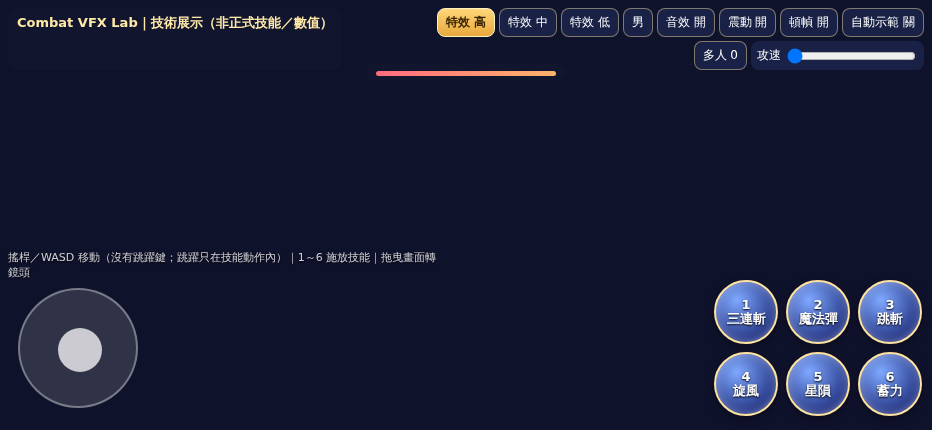 Combat VFX Lab｜技術展示（非正式技能／數值）
特效 高
特效 中
特效 低
男
音效 開
震動 開
頓幀 開
自動示範 關
多人 0
攻速
搖桿／WASD 移動（沒有跳躍鍵；跳躍只在技能動作內）｜1～6 施放技能｜拖曳畫面轉
鏡頭
1
三連斬
2
魔法彈
3
跳斬
4
旋風
5
星隕
6
蓄力